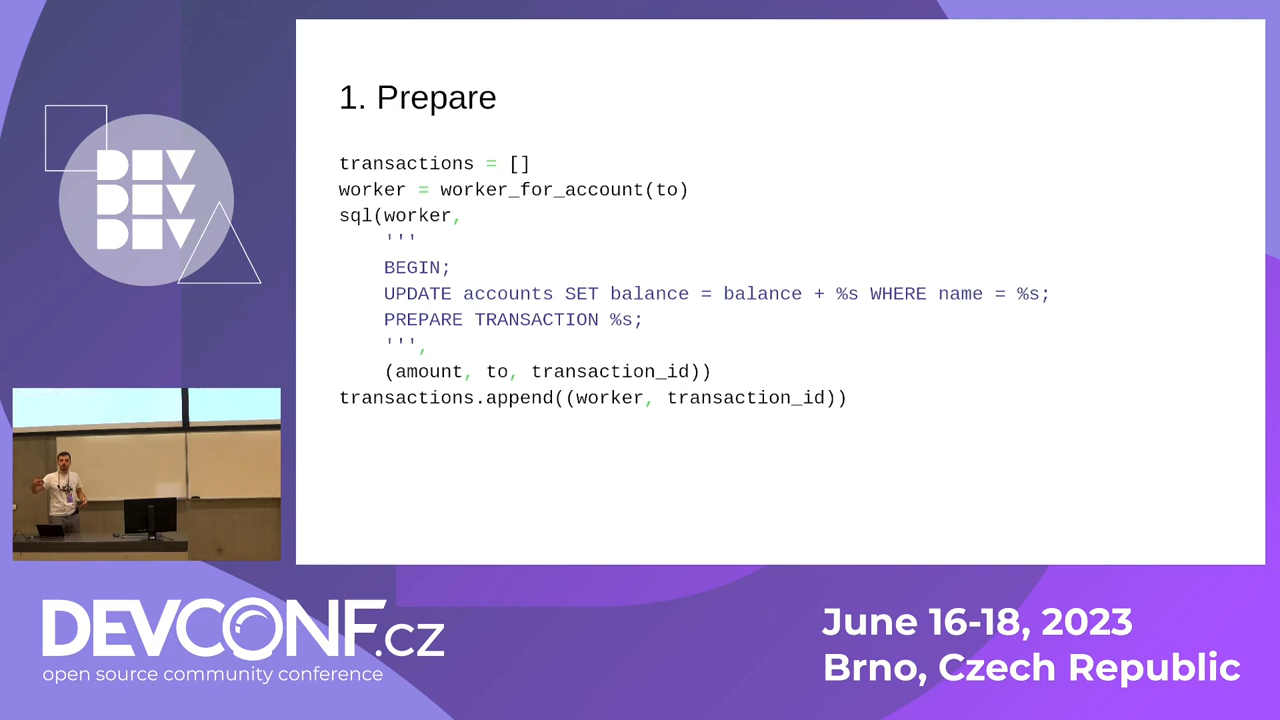 DEV
DEV
DEV
1. Prepare
transactions = []
worker = worker_for_account(to)
sql(worker,
    '''
    BEGIN;
    UPDATE accounts SET balance = balance + %s WHERE name = %s;
    PREPARE TRANSACTION %s;
    ''',
    (amount, to, transaction_id))
transactions.append((worker, transaction_id))
DEVCONF.cz
open source community conference
June 16-18, 2023
Brno, Czech Republic